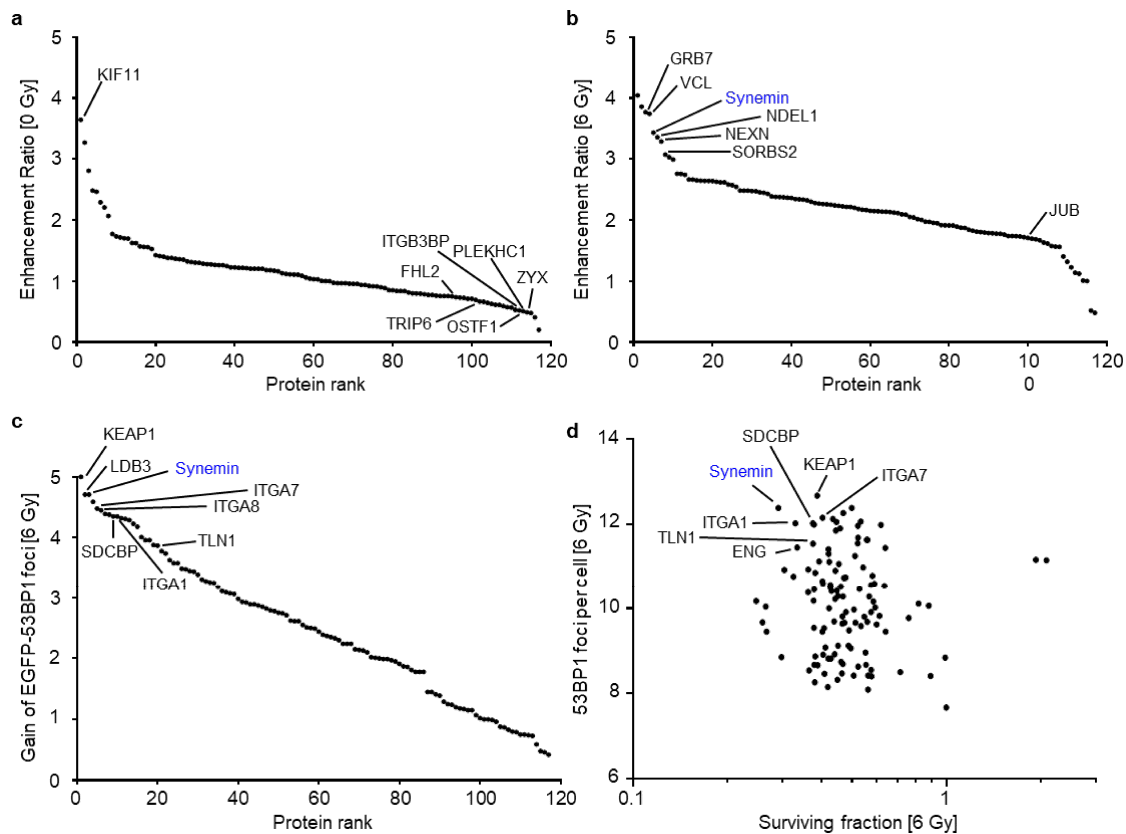 a
Enhancement Ratio [0 Gy]
5
4
3
2
1
0
KIF11
ITGB3BP
PLEKHC1
FHL2
ZYX
TRIP6
OSTF1
0
20
40
60
80
100
120
Protein rank
b
Enhancement Ratio [6 Gy]
5
4
3
2
1
0
GRB7
VCL
Synemin
NDEL1
NEXN
SORBS2
JUB
20
40
60
80
10
0
120
Protein rank
c
Gain of EGFP-53BP1 foci [6 Gy]
5
4
3
2
1
0
KEAP1
LDB3
Synemin
ITGA7
ITGA8
TLN1
SDCBP
ITGA1
0
20
40
60
80
100
120
Protein rank
d
53BP1 foci per cell [6 Gy]
14
12
10
8
6
SDCBP
Synemin
KEAP1
ITGA7
ITGA1
TLN1
ENG
0.1
1
Surviving fraction [6 Gy]